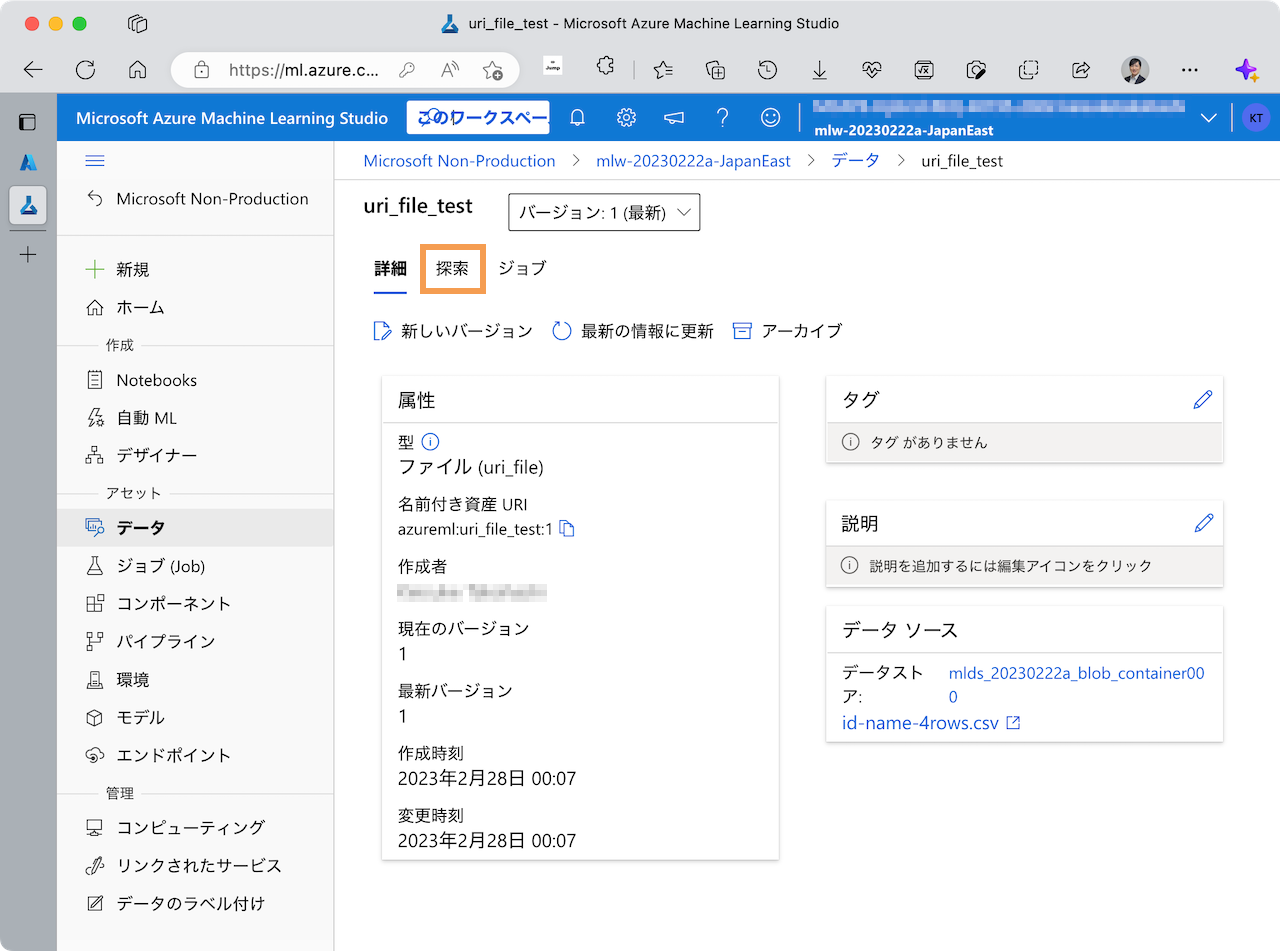 uri_file_test - Microsoft Azure Machine Learning Studio
https://ml.azure.c...
Jump
Microsoft Azure Machine Learning Studio
このワークスペー
mlw-20230222a-JapanEast
KT
Microsoft Non-Production
新規
ホーム
作成
Notebooks
自動 ML
デザイナー
アセット
データ
ジョブ (Job)
コンポーネント
パイプライン
環境
モデル
エンドポイント
管理
コンピューティング
リンクされたサービス
データのラベル付け
Microsoft Non-Production > mlw-20230222a-JapanEast > データ > uri_file_test
uri_file_test
バージョン: 1 (最新)
詳細 探索 ジョブ
新しいバージョン 最新の情報に更新 アーカイブ
属性
型
ファイル (uri_file)
名前付き資産 URI
azureml:uri_file_test:1
作成者
現在のバージョン
1
最新バージョン
1
作成時刻
2023年2月28日 00:07
変更時刻
2023年2月28日 00:07
タグ
タグ がありません
説明
説明を追加するには編集アイコンをクリック
データ ソース
データスト
ア:
mlds_20230222a_blob_container00
0
id-name-4rows.csv